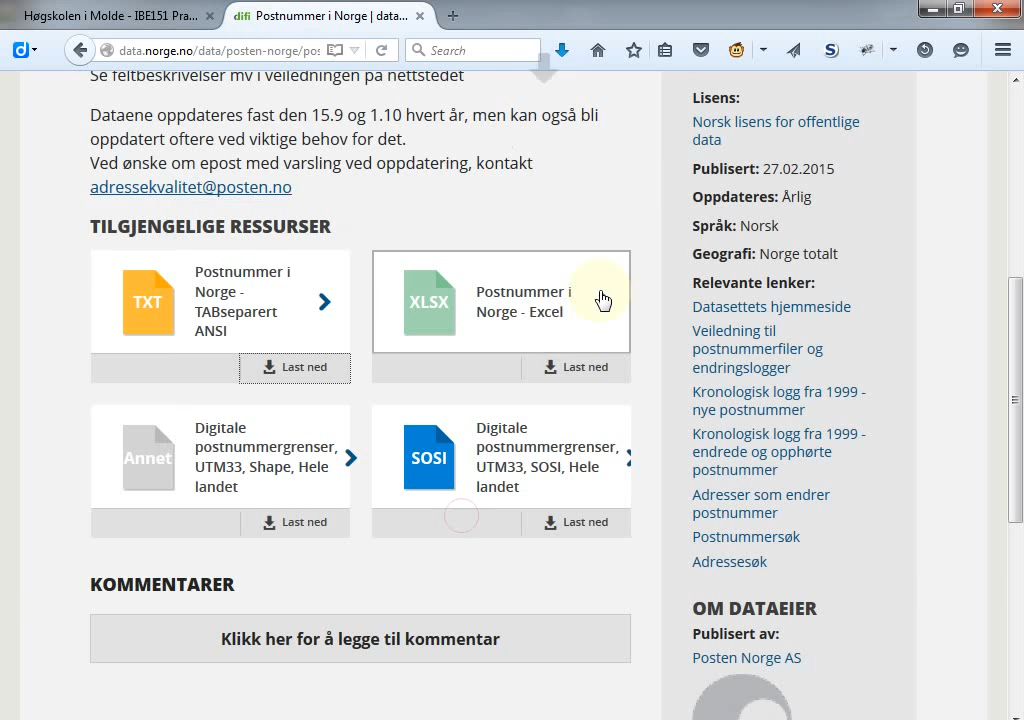 Høgskolen i Molde - IBE151 Pra...
difi Postnummer i Norge | data...
data.norge.no/data/posten-norge/pos
Search
Se feltbeskrivelser mv i veiledningen på nettstedet
Dataene oppdateres fast den 15.9 og 1.10 hvert år, men kan også bli
oppdatert oftere ved viktige behov for det.
Ved ønske om epost med varsling ved oppdatering, kontakt
adressekvalitet@posten.no
TILGJENGELIGE RESSURSER
TXT
Postnummer i
Norge -
TABseparert
ANSI
Last ned
XLSX
Postnummer i
Norge - Excel
Last ned
Annet
Digitale
postnummergrenser,
UTM33, Shape, Hele
landet
Last ned
SOSI
Digitale
postnummergrenser,
UTM33, SOSI, Hele
landet
Last ned
KOMMENTARER
Klikk her for å legge til kommentar
Lisens:
Norsk lisens for offentlige
data
Publisert: 27.02.2015
Oppdateres: Årlig
Språk: Norsk
Geografi: Norge totalt
Relevante lenker:
Datasettets hjemmeside
Veiledning til
postnummerfiler og
endringslogger
Kronologisk logg fra 1999 -
nye postnummer
Kronologisk logg fra 1999 -
endrede og opphørte
postnummer
Adresser som endrer
postnummer
Postnummersøk
Adressesøk
OM DATAEIER
Publisert av:
Posten Norge AS